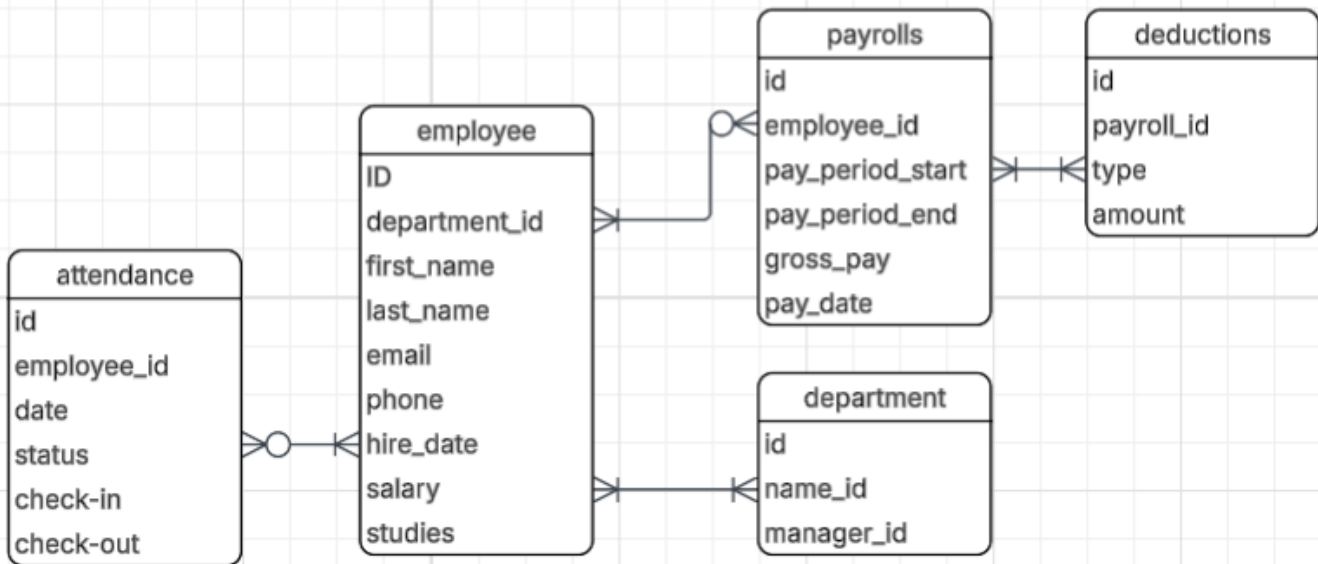 payrolls
id
employee_id
pay_period_start
pay_period_end
gross_pay
pay_date
deductions
id
payroll_id
type
amount
employee
ID
department_id
first_name
last_name
email
phone
hire_date
salary
studies
attendance
id
employee_id
date
status
check-in
check-out
department
id
name_id
manager_id